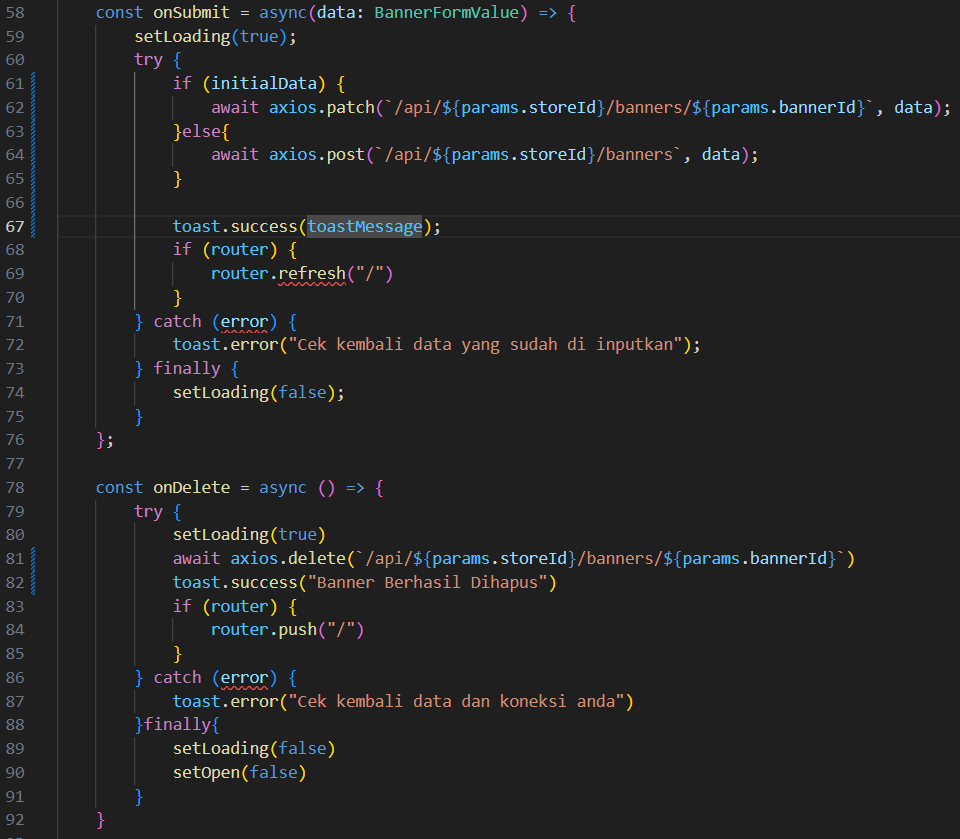 58 const onSubmit = async(data: BannerFormValue) => {
59 setLoading(true);
60 try {
61 if (initialData) {
62 await axios.patch(`/api/${params.storeId}/banners/${params.bannerId}`, data);
63 }else{
64 await axios.post(`/api/${params.storeId}/banners`, data);
65 }
66
67 toast.success(toastMessage);
68 if (router) {
69 router.refresh("/")
70 }
71 } catch (error) {
72 toast.error("Cek kembali data yang sudah di inputkan");
73 } finally {
74 setLoading(false);
75 }
76 };
77
78 const onDelete = async () => {
79 try {
80 setLoading(true)
81 await axios.delete(`/api/${params.storeId}/banners/${params.bannerId}`)
82 toast.success("Banner Berhasil Dihapus")
83 if (router) {
84 router.push("/")
85 }
86 } catch (error) {
87 toast.error("Cek kembali data dan koneksi anda")
88 }finally{
89 setLoading(false)
90 setOpen(false)
91 }
92 }